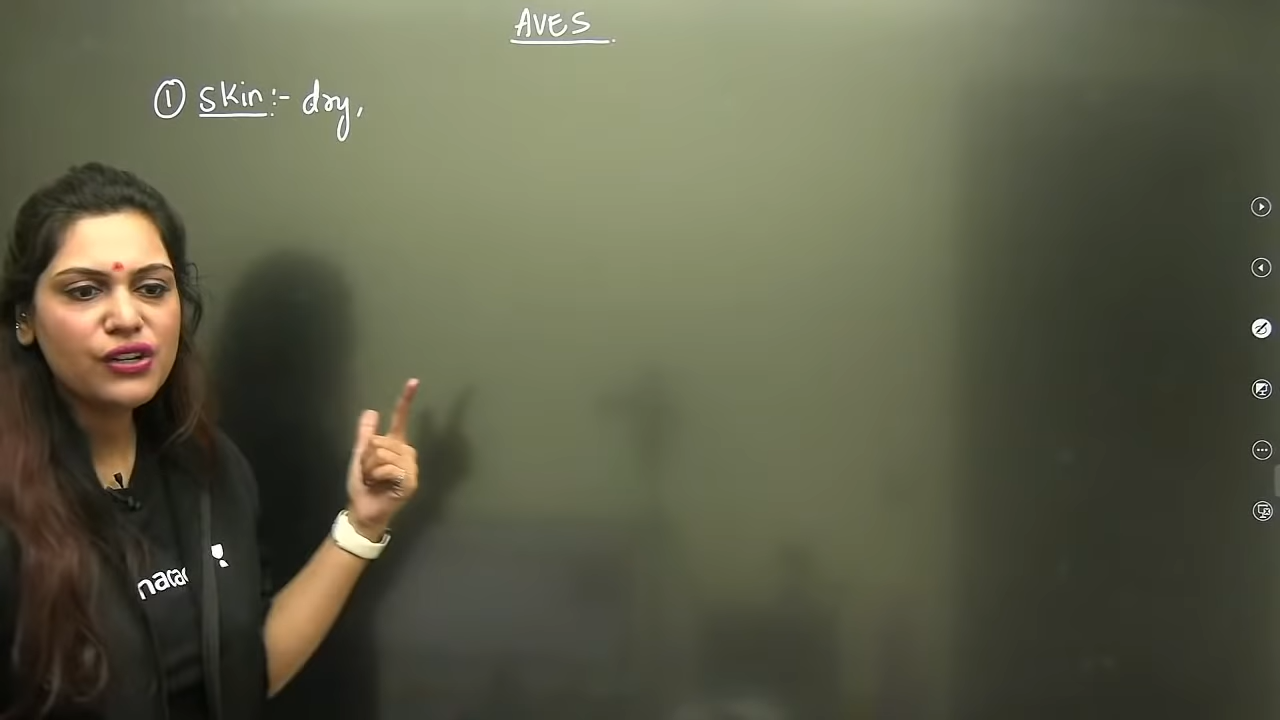 AVES
① Skin :- dry,